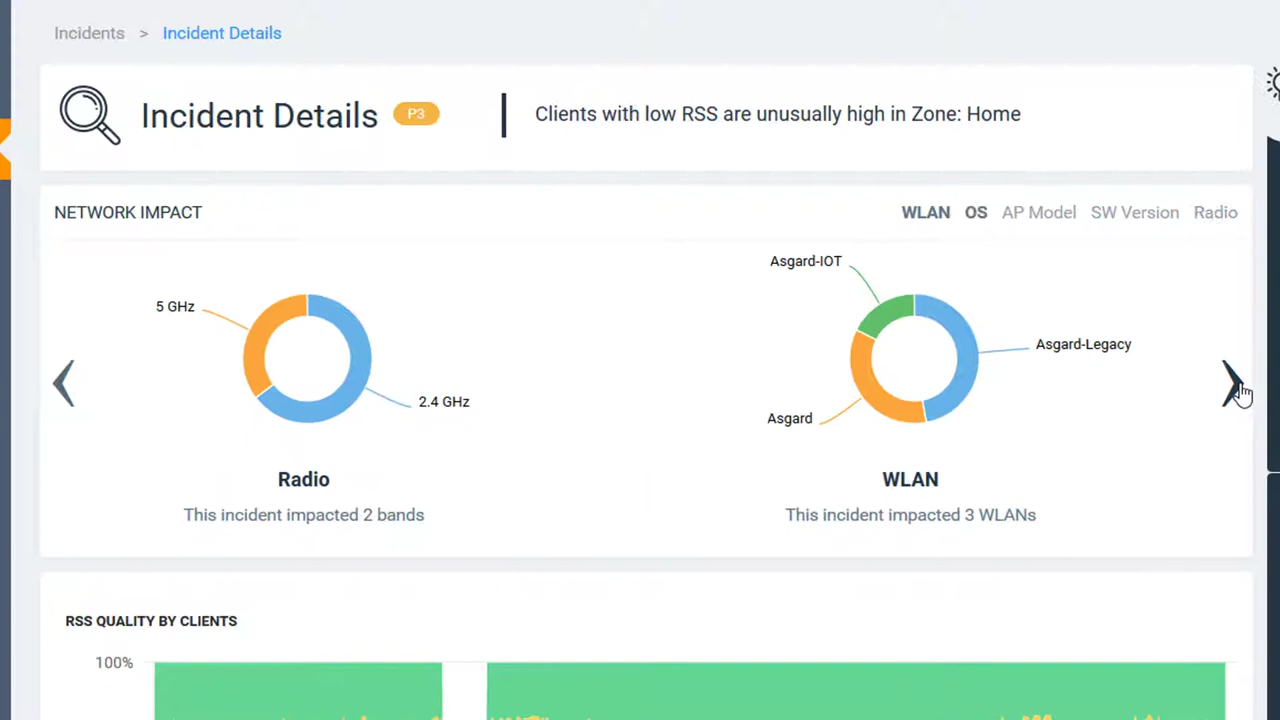 Incidents > Incident Details
Incident Details P3 Clients with low RSS are unusually high in Zone: Home
NETWORK IMPACT WLAN OS AP Model SW Version Radio
5 GHz
2.4 GHz
Radio
This incident impacted 2 bands
Asgard-IOT
Asgard-Legacy
Asgard
WLAN
This incident impacted 3 WLANs
RSS QUALITY BY CLIENTS
100%